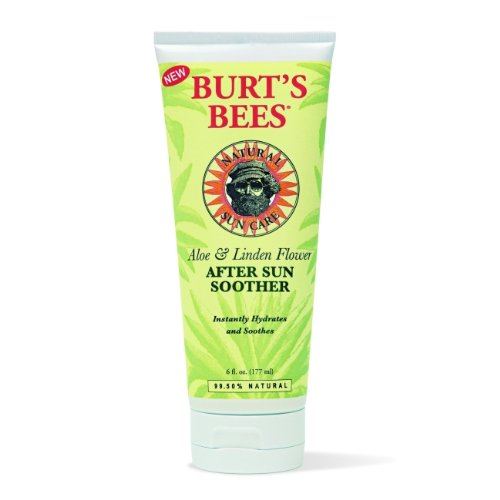 NEW
BURT'S
BEES®
NATURAL
SUN CARE
Aloe & Linden Flower
AFTER SUN
SOOTHER
Instantly Hydrates
and Soothes
6 fl. oz. (177 ml)
99.50% NATURAL